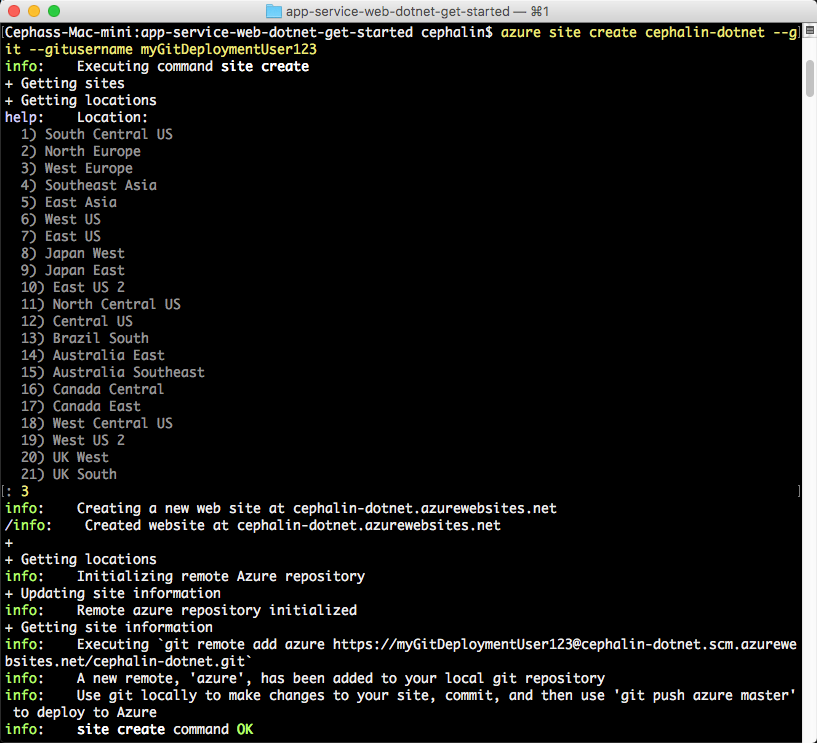 app-service-web-dotnet-get-started — ⌘1
[Cephass-Mac-mini:app-service-web-dotnet-get-started cephalin$ azure site create cephalin-dotnet --g]
it --gitusername myGitDeploymentUser123
info:    Executing command site create
+ Getting sites
+ Getting locations
help:    Location:
  1) South Central US
  2) North Europe
  3) West Europe
  4) Southeast Asia
  5) East Asia
  6) West US
  7) East US
  8) Japan West
  9) Japan East
  10) East US 2
  11) North Central US
  12) Central US
  13) Brazil South
  14) Australia East
  15) Australia Southeast
  16) Canada Central
  17) Canada East
  18) West Central US
  19) West US 2
  20) UK West
  21) UK South
[: 3 ]
info:    Creating a new web site at cephalin-dotnet.azurewebsites.net
/info:    Created website at cephalin-dotnet.azurewebsites.net
+
+ Getting locations
info:    Initializing remote Azure repository
+ Updating site information
info:    Remote azure repository initialized
+ Getting site information
info:    Executing `git remote add azure https://myGitDeploymentUser123@cephalin-dotnet.scm.azurewe
bsites.net/cephalin-dotnet.git`
info:    A new remote, 'azure', has been added to your local git repository
info:    Use git locally to make changes to your site, commit, and then use 'git push azure master'
 to deploy to Azure
info:    site create command OK